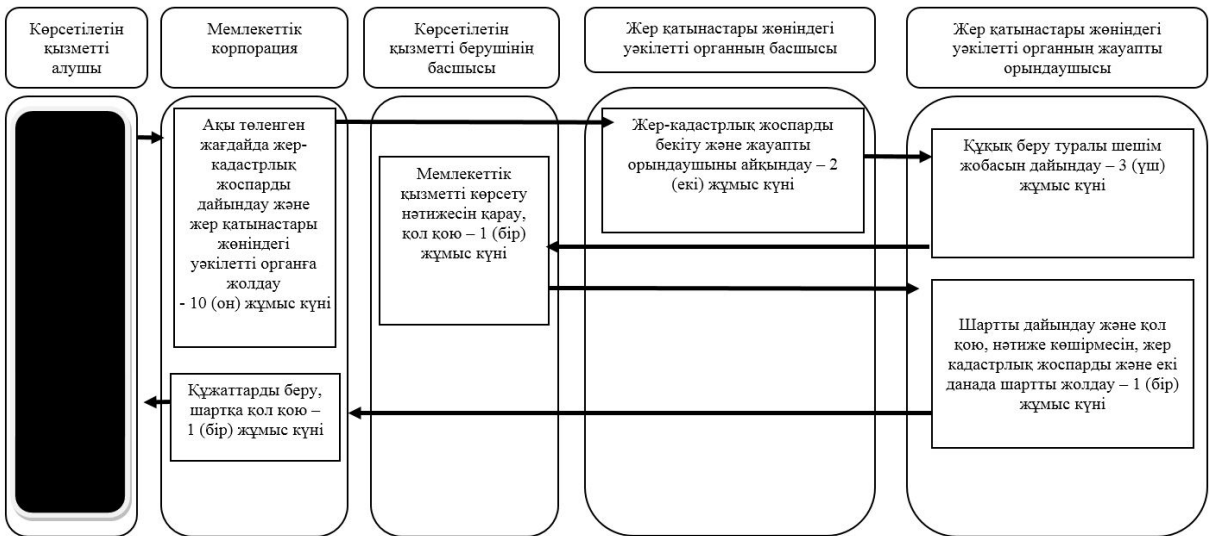 Көрсетілетін
қызметті
алушы
Мемлекеттік
корпорация
Көрсетілетін
қызметті берушінің
басшысы
Жер қатынастары жөніндегі
уәкілетті органның басшысы
Жер қатынастары жөніндегі
уәкілетті органның жауапты
орындаушысы
Ақы төленген
жағдайда жер-
кадастрлық
жоспарды
дайындау және
жер қатынастары
жөніндегі
уәкілетті органға
жолдау
- 10 (он) жұмыс күні
Мемлекеттік
қызметті көрсету
нәтижесін қарау,
қол қою – 1 (бір)
жұмыс күні
Жер-кадастрлық жоспарды
бекіту және жауапты
орындаушыны айқындау – 2
(екі) жұмыс күні
Құқық беру туралы шешім
жобасын дайындау – 3 (үш)
жұмыс күні
Шартты дайындау және қол
қою, нәтиже көшірмесін, жер
кадастрлық жоспарды және екі
данада шартты жолдау – 1 (бір)
жұмыс күні
Құжаттарды беру,
шартқа қол қою –
1 (бір) жұмыс күні